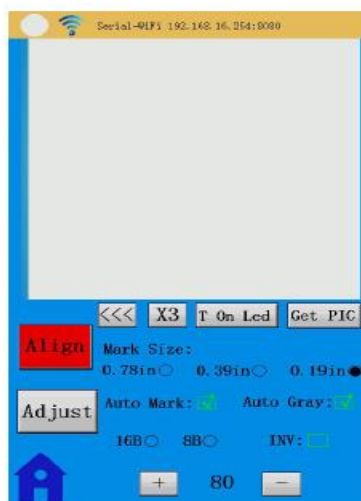 Serial-WiFi 192.168.16.254:8080
<<< X3 T On Led Get PIC
Align
Mark Size:
0.78in 0.39in 0.19in
Adjust
Auto Mark: Auto Gray:
16B 8B INV:
+ 80 -